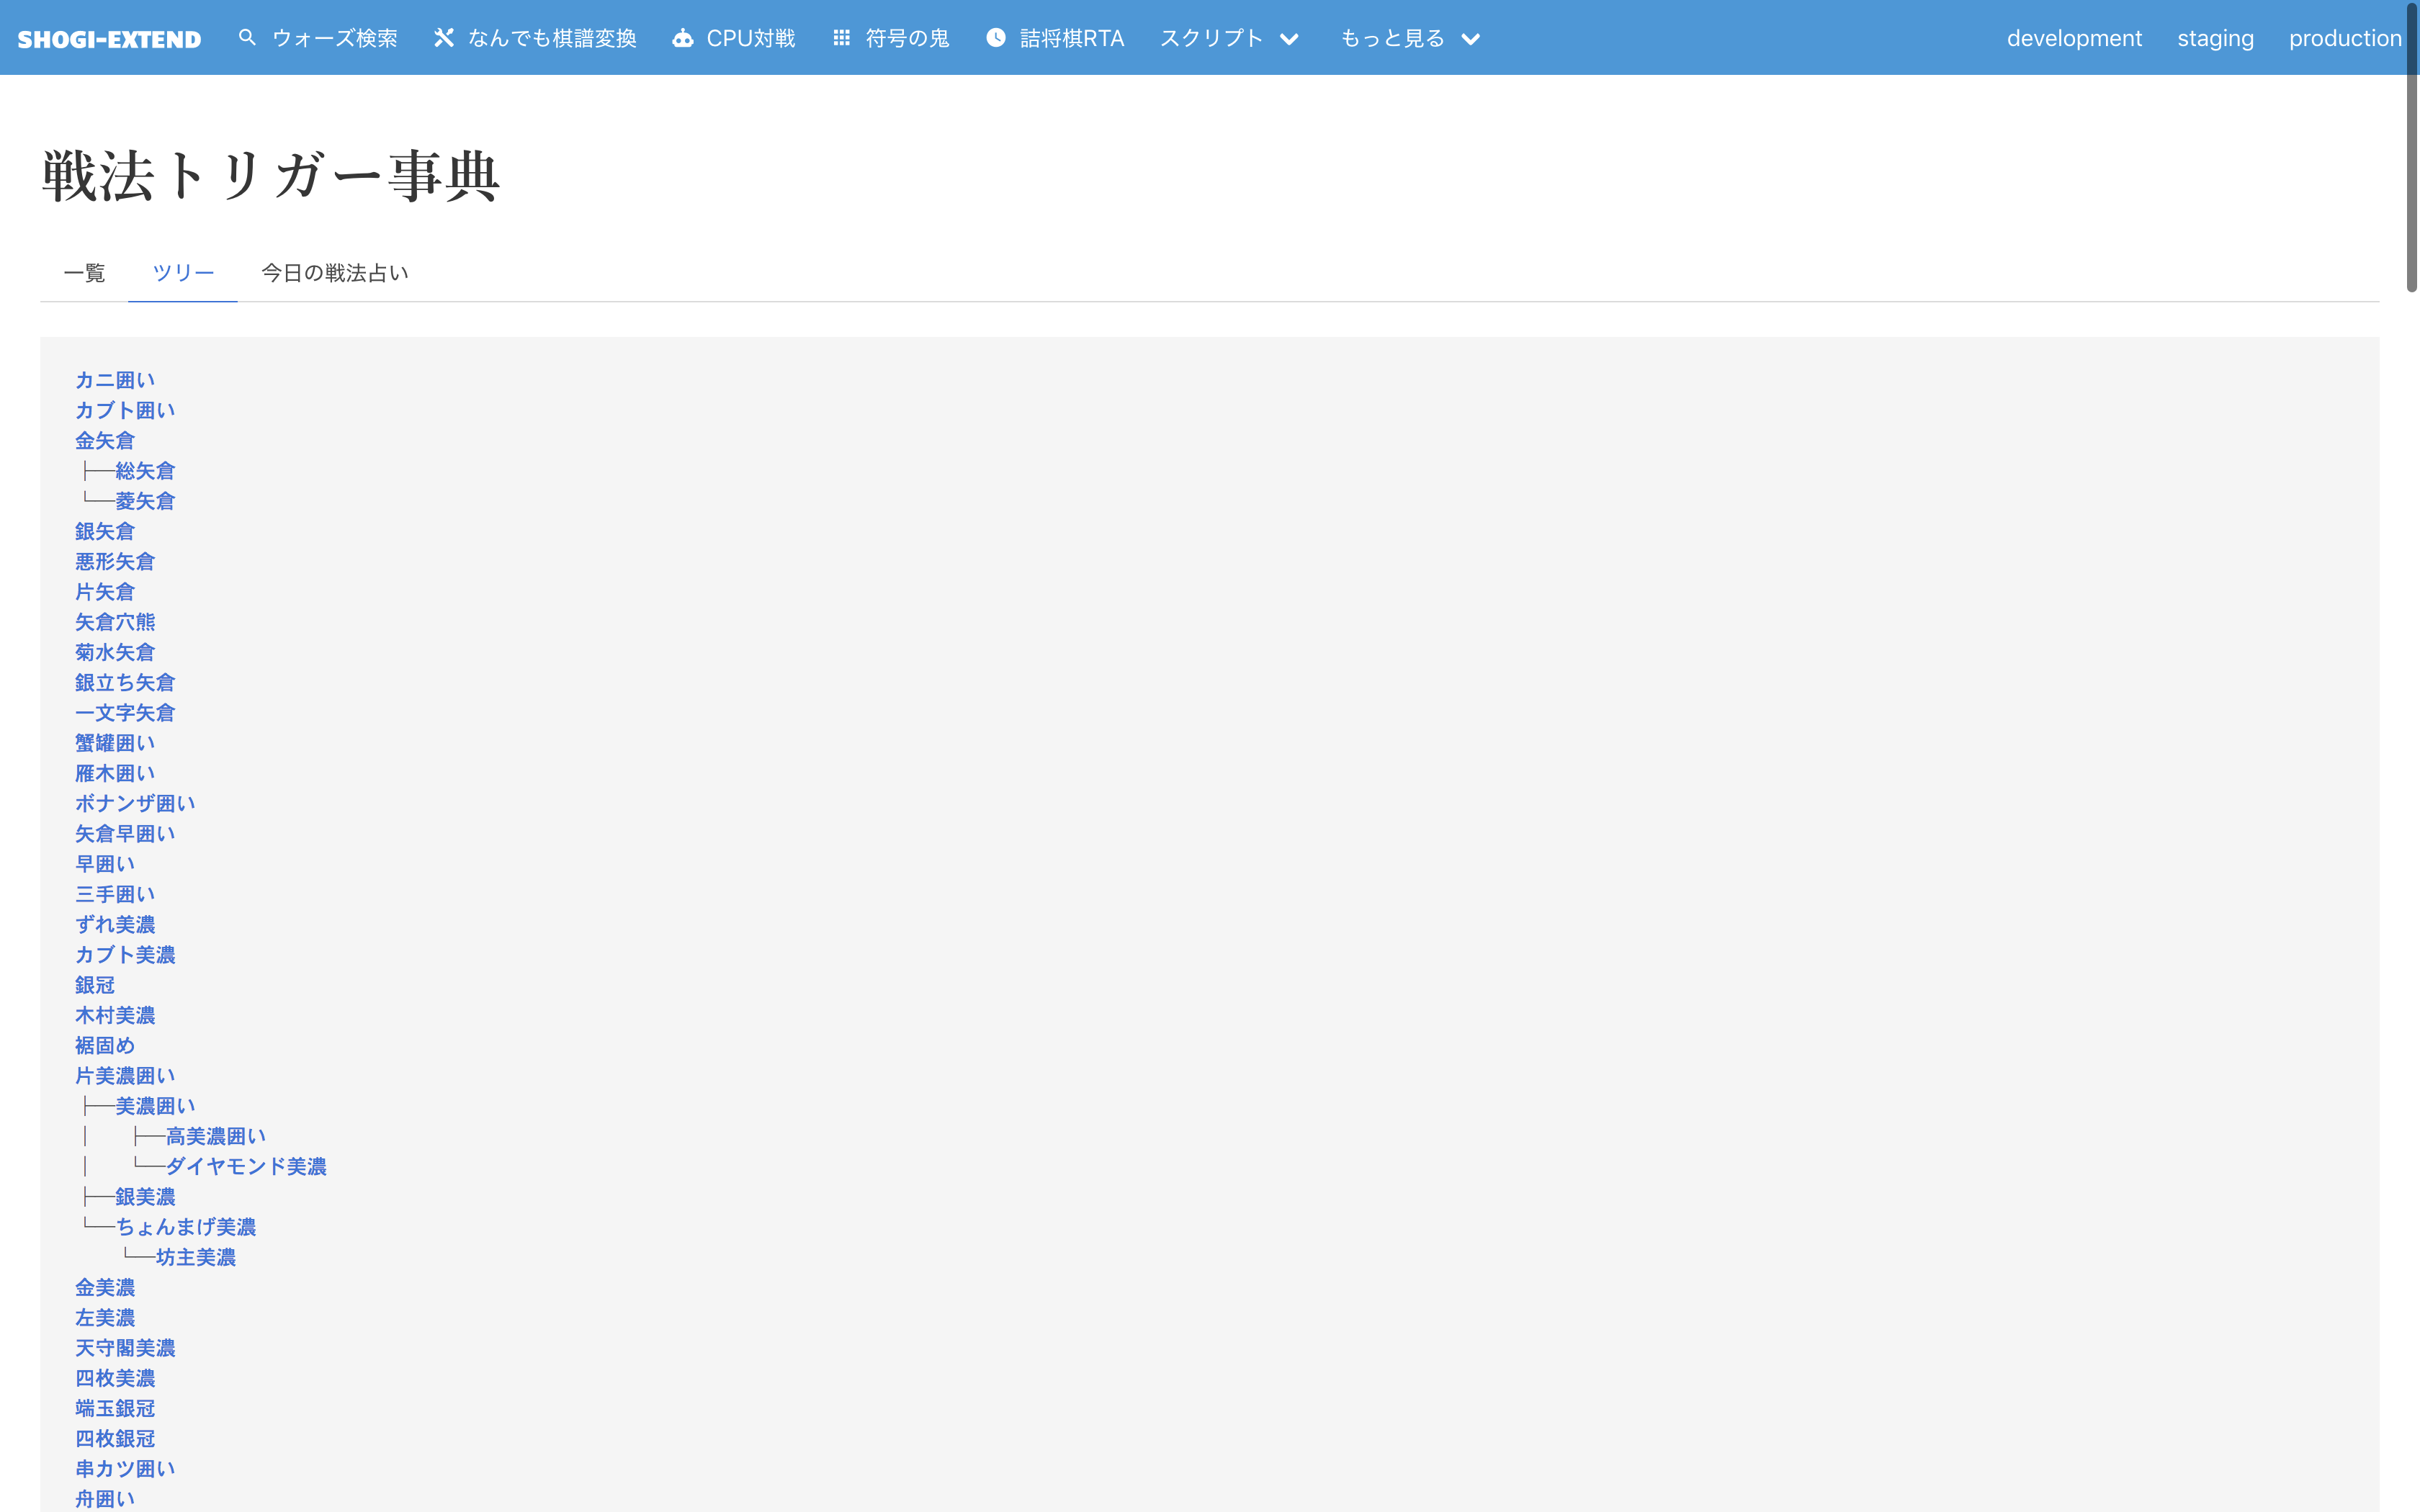 SHOGI-EXTEND ウォーズ検索 なんでも棋譜変換 CPU対戦 符号の鬼 詰将棋RTA スクリプト もっと見る development staging production
戦法トリガー事典
一覧 ツリー 今日の戦法占い
カニ囲い
カブト囲い
金矢倉
├──総矢倉
└──菱矢倉
銀矢倉
悪形矢倉
片矢倉
矢倉穴熊
菊水矢倉
銀立ち矢倉
一文字矢倉
蟹罐囲い
雁木囲い
ボナンザ囲い
矢倉早囲い
早囲い
三手囲い
ずれ美濃
カブト美濃
銀冠
木村美濃
裾固め
片美濃囲い
├──美濃囲い
│   ├──高美濃囲い
│   └──ダイヤモンド美濃
├──銀美濃
└──ちょんまげ美濃
    └──坊主美濃
金美濃
左美濃
天守閣美濃
四枚美濃
端玉銀冠
四枚銀冠
串カツ囲い
舟囲い